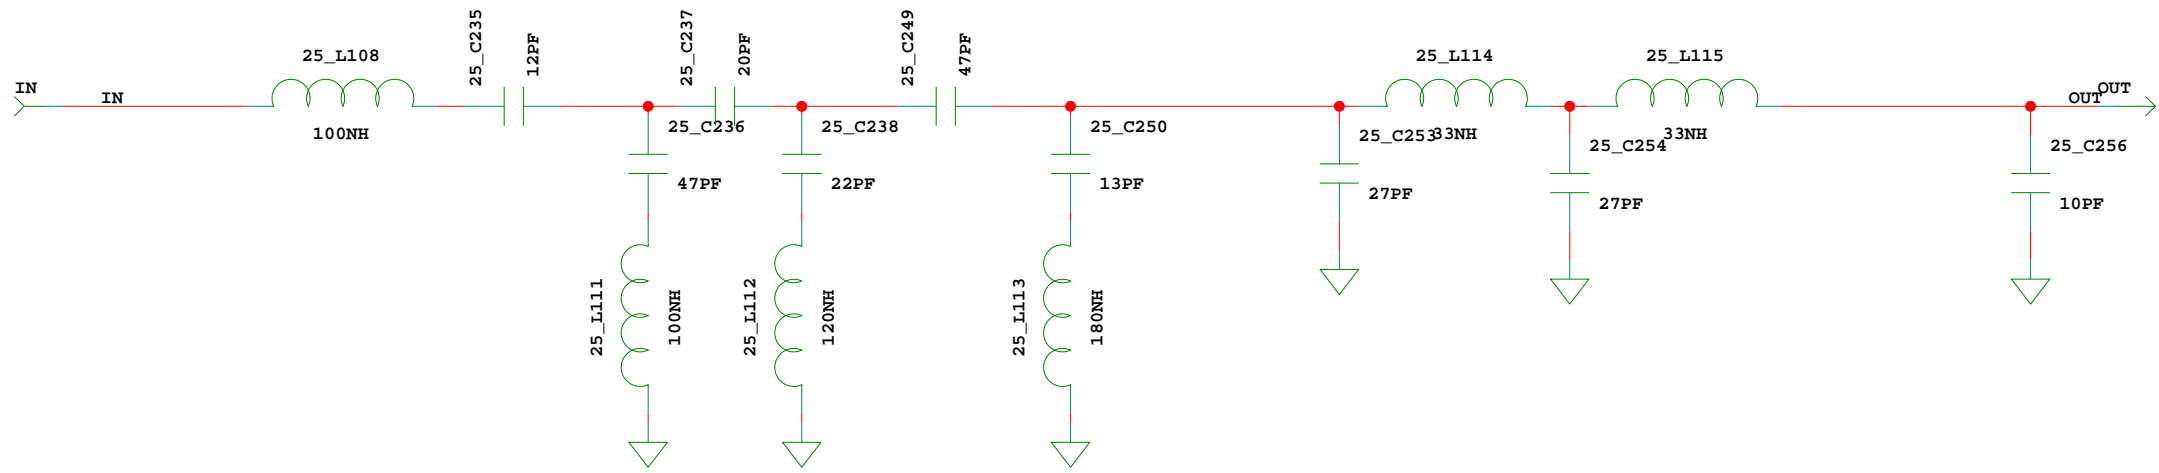 IN
IN
25_L108
100NH
25_C235
12PF
25_C237
20PF
25_C249
47PF
25_C236
47PF
25_L111
100NH
25_C238
22PF
25_L112
120NH
25_C250
13PF
25_L113
180NH
25_C253
27PF
25_L114
33NH
25_C254
27PF
25_L115
33NH
25_C256
10PF
OUT
OUT